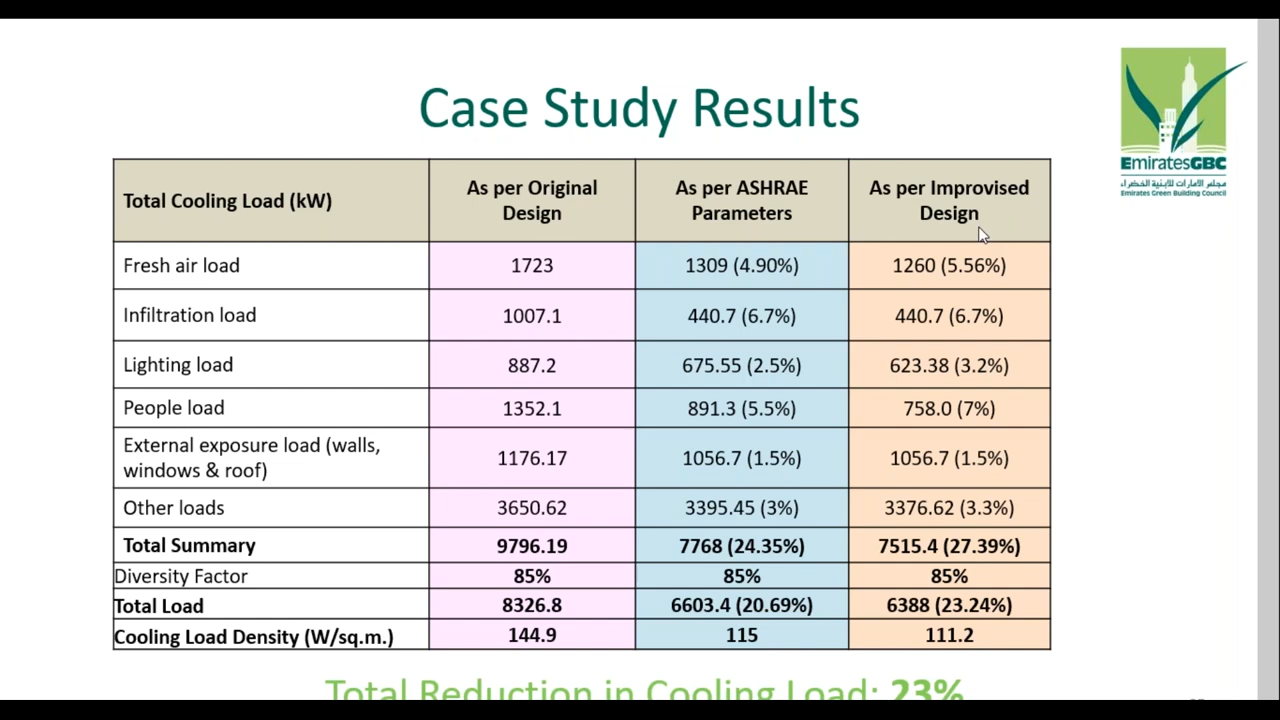 Case Study Results
EmiratesGBC
مجلس الامارات للأبنية الخضراء
Emirates Green Building Council
Total Cooling Load (kW) As per Original Design As per ASHRAE Parameters As per Improvised Design
Fresh air load 1723 1309 (4.90%) 1260 (5.56%)
Infiltration load 1007.1 440.7 (6.7%) 440.7 (6.7%)
Lighting load 887.2 675.55 (2.5%) 623.38 (3.2%)
People load 1352.1 891.3 (5.5%) 758.0 (7%)
External exposure load (walls, windows & roof) 1176.17 1056.7 (1.5%) 1056.7 (1.5%)
Other loads 3650.62 3395.45 (3%) 3376.62 (3.3%)
Total Summary 9796.19 7768 (24.35%) 7515.4 (27.39%)
Diversity Factor 85% 85% 85%
Total Load 8326.8 6603.4 (20.69%) 6388 (23.24%)
Cooling Load Density (W/sq.m.) 144.9 115 111.2
Total Reduction in Cooling Load: 23%